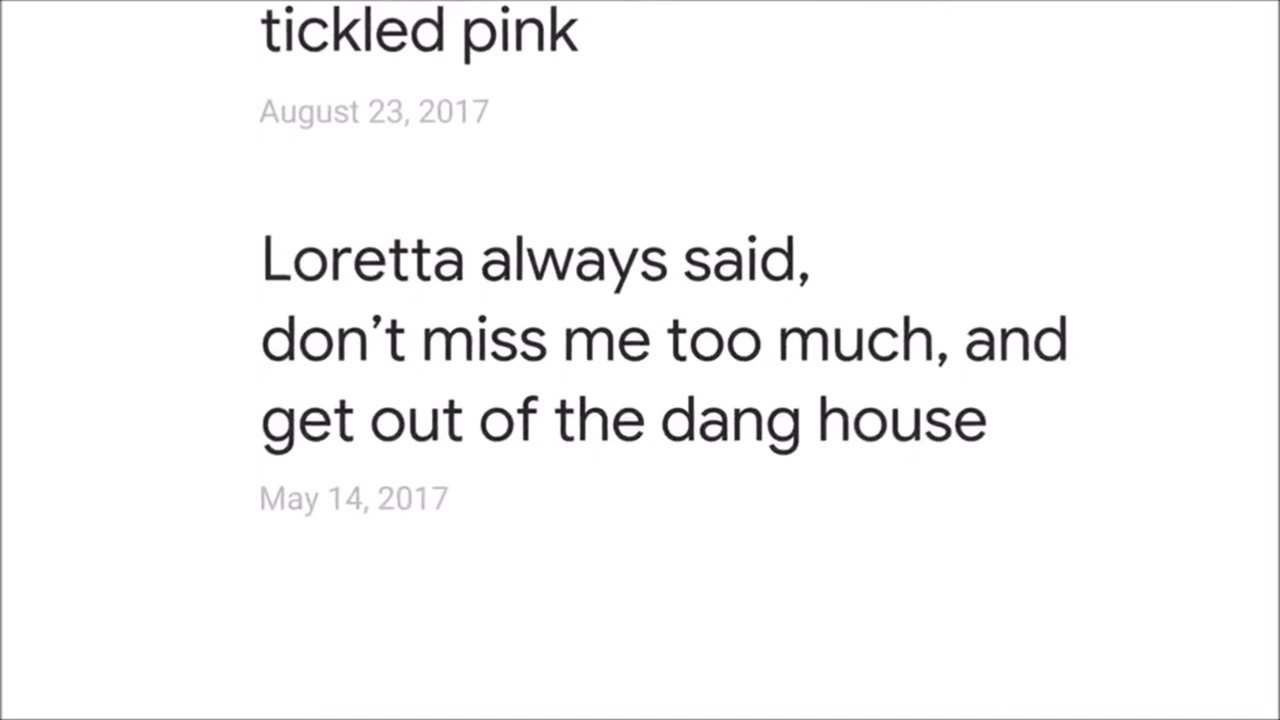 tickled pink
August 23, 2017
Loretta always said,
don’t miss me too much, and
get out of the dang house
May 14, 2017